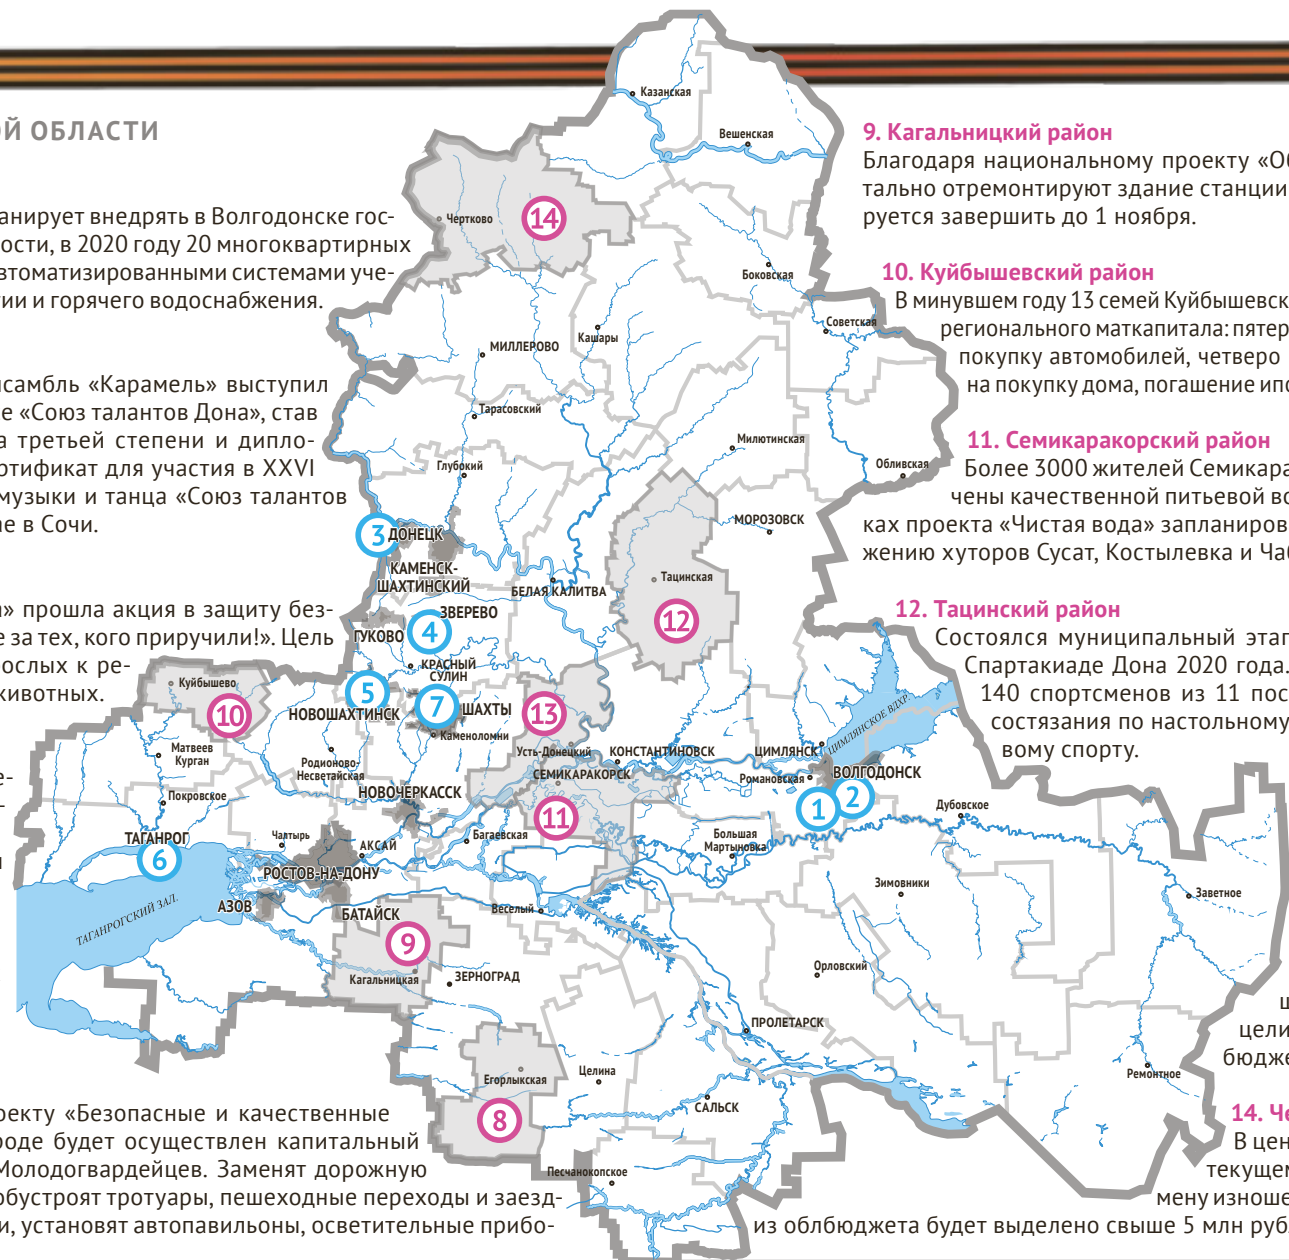 ОЙ ОБЛАСТИ
анирует внедрять в Волгодонске гос-
ости, в 2020 году 20 многоквартирных
втоматизированными системами уче-
гии и горячего водоснабжения.
нсамбль «Карамель» выступил
е «Союз талантов Дона», став
а третьей степени и дипло-
ртификат для участия в XXVI
музыки и танца «Союз талантов
ае в Сочи.
а» прошла акция в защиту без-
е за тех, кого приручили!». Цель
рослых к ре-
животных.
е-
-
и
роекту «Безопасные и качественные
роде будет осуществлен капитальный
Молодогвардейцев. Заменят дорожную
обустроят тротуары, пешеходные переходы и заезд-
и, установят автопавильоны, осветительные прибо-
9. Кагальницкий район
Благодаря национальному проекту «Об
тально отремонтируют здание станции
руется завершить до 1 ноября.
10. Куйбышевский район
В минувшем году 13 семей Куйбышевск
регионального маткапитала: пятер
покупку автомобилей, четверо
на покупку дома, погашение ипо
11. Семикаракорский район
Более 3000 жителей Семикара
чены качественной питьевой во
ках проекта «Чистая вода» запланиров
жению хуторов Сусат, Костылевка и Чаб
12. Тацинский район
Состоялся муниципальный этап
Спартакиаде Дона 2020 года.
140 спортсменов из 11 пос
состязания по настольному
вому спорту.
ш
цели
бюдже
14. Че
В цен
текущем
мену изноше
из облбюджета будет выделено свыше 5 млн рубл
Казанская
Вешенская
Чертково
14
Боковская
Советская
Кашары
МИЛЛЕРОВО
Тарасовский
Милютинская
Глубокий
Обливская
МОРОЗОВСК
3
ДОНЕЦК
КАМЕНСК-
ШАХТИНСКИЙ
Тацинская
БЕЛАЯ КАЛИТВА
ЗВЕРЕВО
12
ГУКОВО
4
КРАСНЫЙ
СУЛИН
Куйбышево
5
7
ШАХТЫ
13
10
НОВОШАХТИНСК
Каменоломни
Матвеев
Курган
Родионово-
Несветайская
Усть-Донецкий
КОНСТАНТИНОВСК
ЦИМЛЯНСК
ЦИМЛЯНСКОЕ ВДХР.
СЕМИКАРАКОРСК
Романовская
ВОЛГОДОНСК
Покровское
НОВОЧЕРКАССК
1
2
Дубовское
11
ТАГАНРОГ
6
Чалтырь
АКСАЙ
Багаевская
Большая
Мартыновка
РОСТОВ-НА-ДОНУ
Зимовники
Заветное
АЗОВ
БАТАЙСК
Веселый
ТАГАНРОГСКИЙ ЗАЛ.
9
Кагальницкая
ЗЕРНОГРАД
Орловский
ПРОЛЕТАРСК
Егорлыкская
Целина
Ремонтное
8
САЛЬСК
Песчанокопское